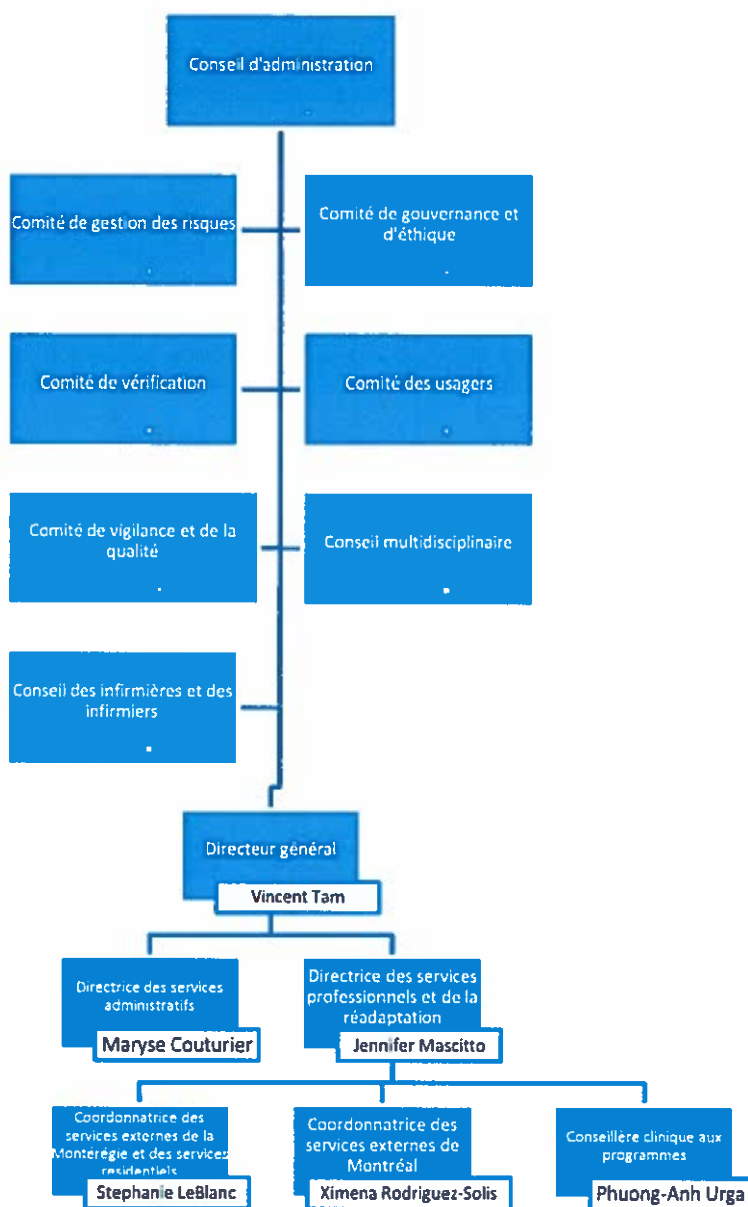 Conseil d'administration
Comité de gestion des risques
Comité de gouvernance et
d'éthique
Comité de vérification
Comité des usagers
Comité de vigilance et de la
qualité
Conseil multidisciplinaire
Conseil des infirmières et des
infirmiers
Directeur général
Vincent Tam
Directrice des services
administratifs
Maryse Couturier
Directrice des services
professionnels et de la
réadaptation
Jennifer Mascitto
Coordonnatrice des
services externes de la
Montérégie et des services
residentiels
Stephanie LeBlanc
Coordonnatrice des
services externes de
Montréal
Ximena Rodriguez-Solis
Conseillère clinique aux
programmes
Phuong-Anh Urga